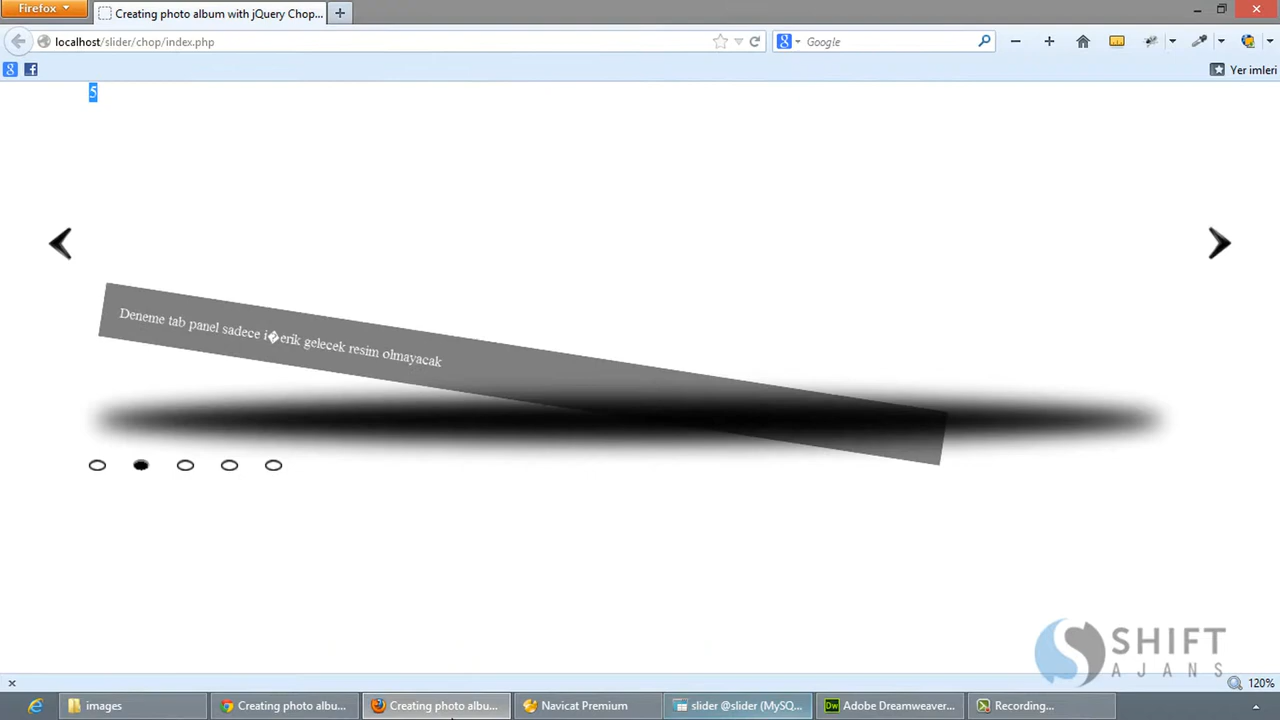 Firefox
Creating photo album with jQuery Chop...
localhost/slider/chop/index.php
Google
Yer imleri
5
Deneme tab panel sadece i�erik gelecek resim olmayacak
SHIFT
AJANS
120%
images
Creating photo albu...
Creating photo albu...
Navicat Premium
slider @slider (MySQ...
Adobe Dreamweaver...
Recording...